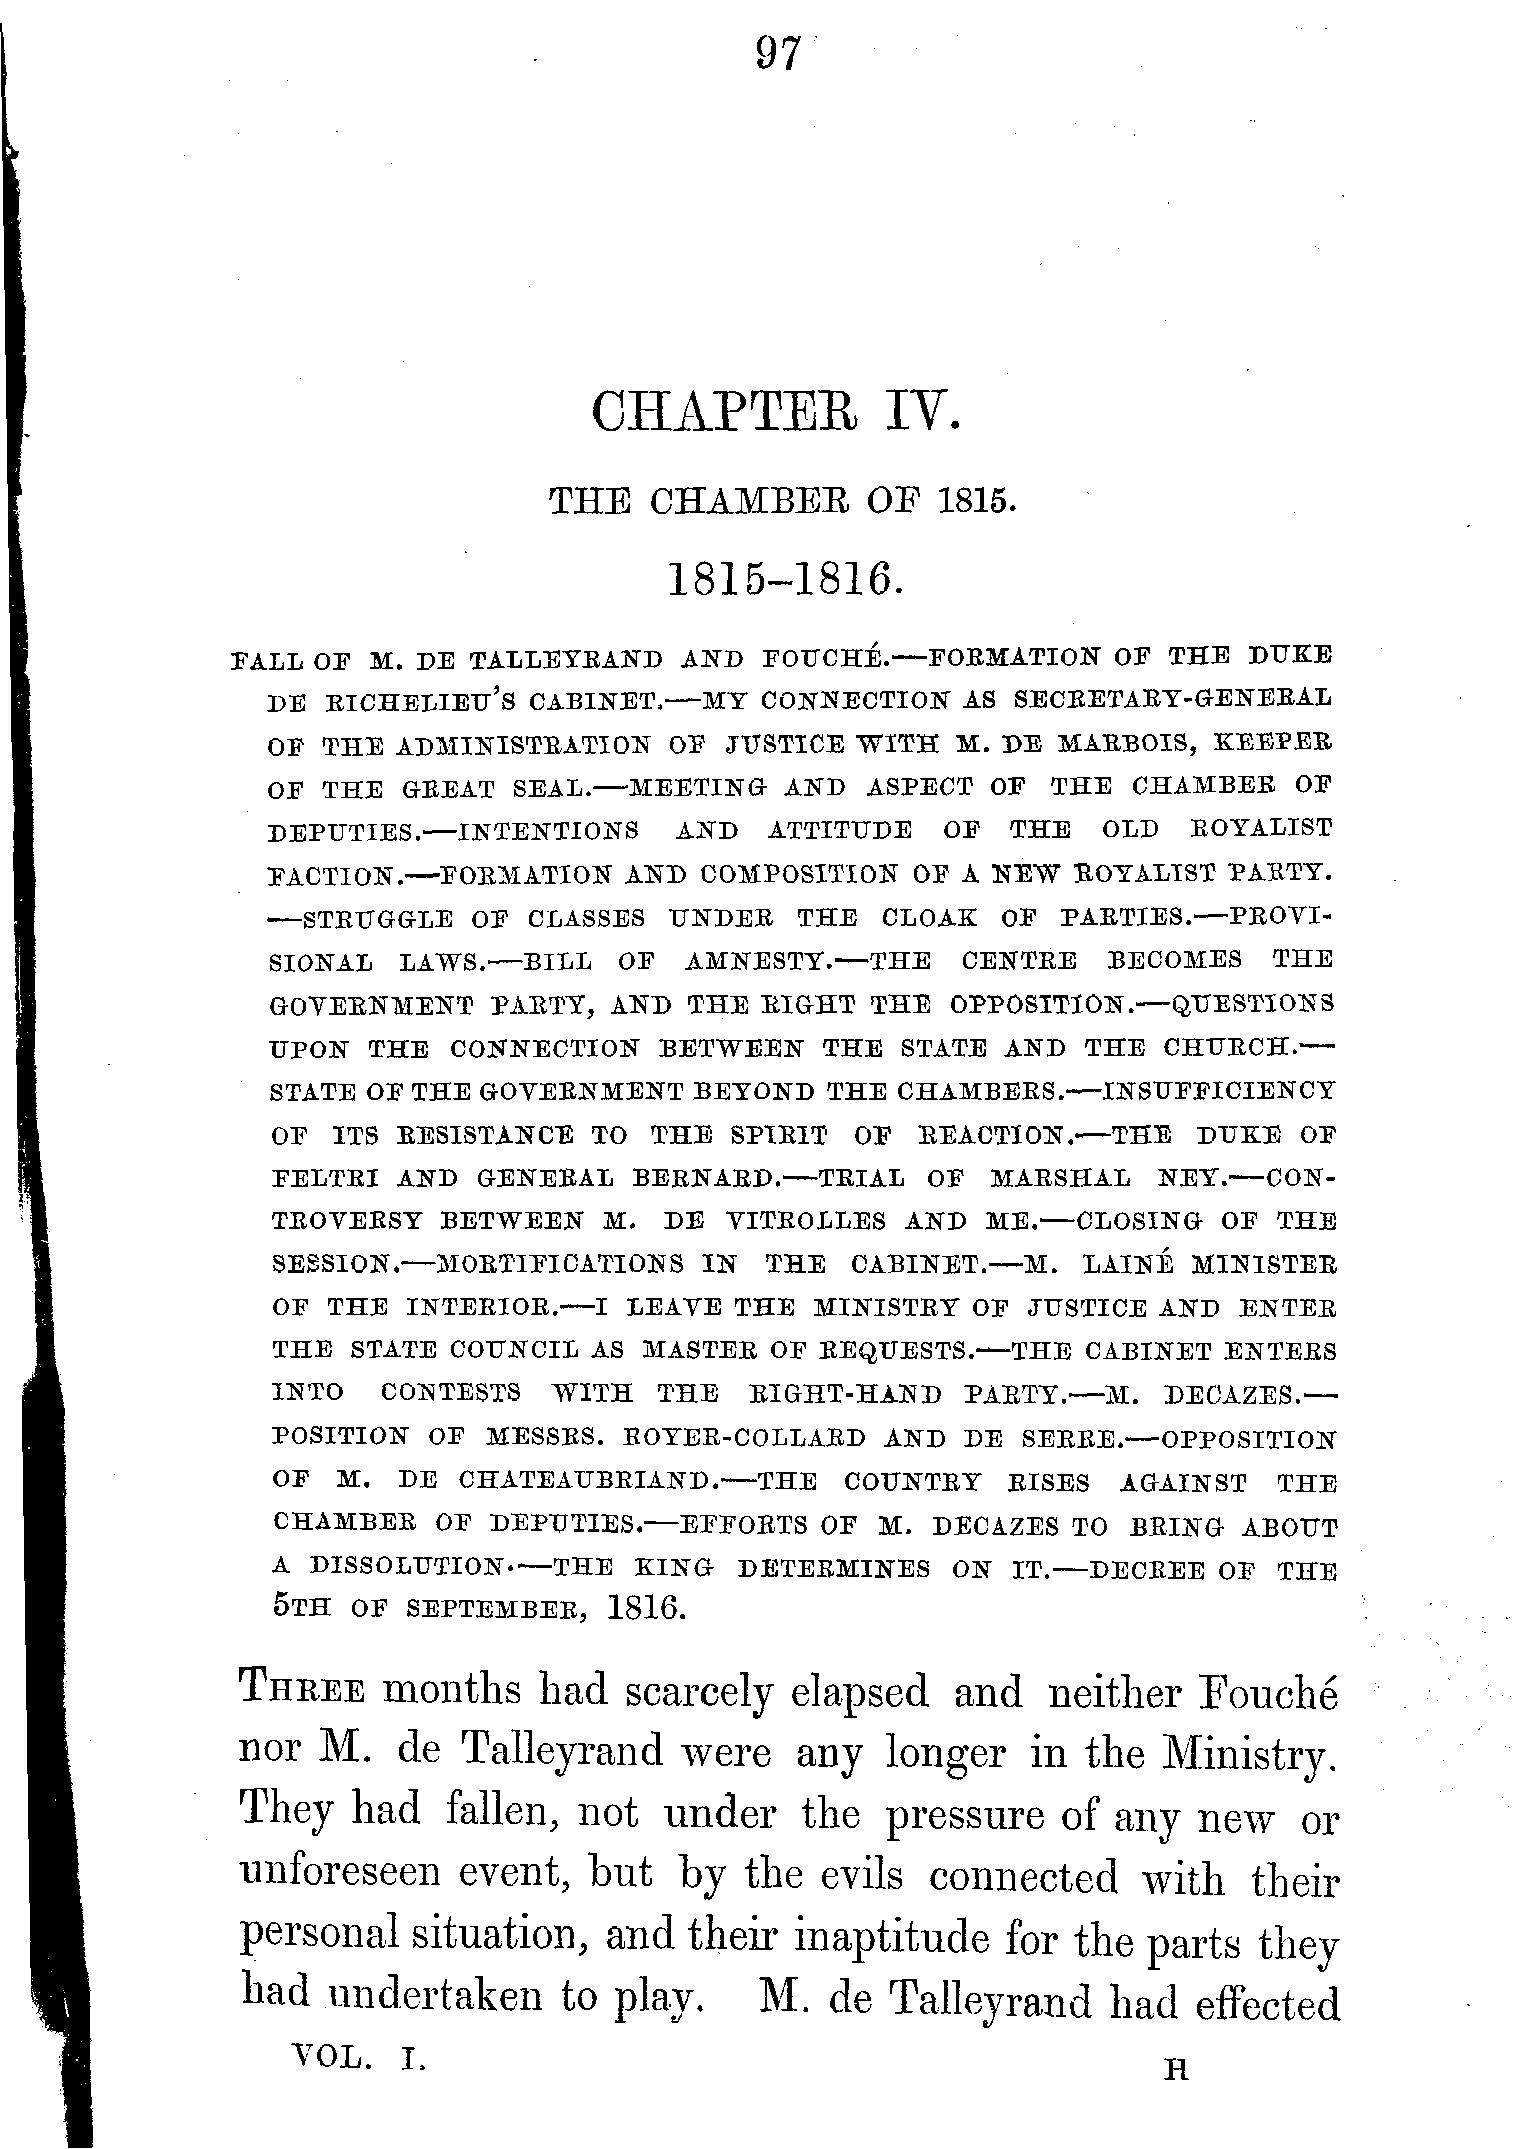 97
CHAPTER IV.
THE CHAMBER OF 1815.
1815–1816.
FALL OF M. DE TALLEYRAND AND FOUCHÉ.—FORMATION OF THE DUKE
DE RICHELIEU'S CABINET.—MY CONNECTION AS SECRETARY-GENERAL
OF THE ADMINISTRATION OF JUSTICE WITH M. DE MARBOIS, KEEPER
OF THE GREAT SEAL.—MEETING AND ASPECT OF THE CHAMBER OF
DEPUTIES.—INTENTIONS AND ATTITUDE OF THE OLD ROYALIST
FACTION.—FORMATION AND COMPOSITION OF A NEW ROYALIST PARTY.
—STRUGGLE OF CLASSES UNDER THE CLOAK OF PARTIES.—PROVI-
SIONAL LAWS.—BILL OF AMNESTY.—THE CENTRE BECOMES THE
GOVERNMENT PARTY, AND THE RIGHT THE OPPOSITION.—QUESTIONS
UPON THE CONNECTION BETWEEN THE STATE AND THE CHURCH.—
STATE OF THE GOVERNMENT BEYOND THE CHAMBERS.—INSUFFICIENCY
OF ITS RESISTANCE TO THE SPIRIT OF REACTION.—THE DUKE OF
FELTRI AND GENERAL BERNARD.—TRIAL OF MARSHAL NEY.—CON-
TROVERSY BETWEEN M. DE VITROLLES AND ME.—CLOSING OF THE
SESSION.—MORTIFICATIONS IN THE CABINET.—M. LAINÉ MINISTER
OF THE INTERIOR.—I LEAVE THE MINISTRY OF JUSTICE AND ENTER
THE STATE COUNCIL AS MASTER OF REQUESTS.—THE CABINET ENTERS
INTO CONTESTS WITH THE RIGHT-HAND PARTY.—M. DECAZES.—
POSITION OF MESSRS. ROYER-COLLARD AND DE SERRE.—OPPOSITION
OF M. DE CHATEAUBRIAND.—THE COUNTRY RISES AGAINST THE
CHAMBER OF DEPUTIES.—EFFORTS OF M. DECAZES TO BRING ABOUT
A DISSOLUTION.—THE KING DETERMINES ON IT.—DECREE OF THE
5TH OF SEPTEMBER, 1816.
THREE months had scarcely elapsed and neither Fouché
nor M. de Talleyrand were any longer in the Ministry.
They had fallen, not under the pressure of any new or
unforeseen event, but by the evils connected with their
personal situation, and their inaptitude for the parts they
had undertaken to play. M. de Talleyrand had effected
VOL. I. H